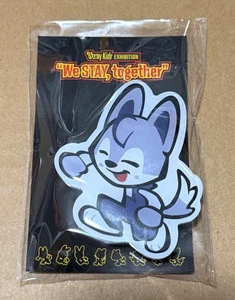 Stray Kids EXHIBITION
"We STAY, together"